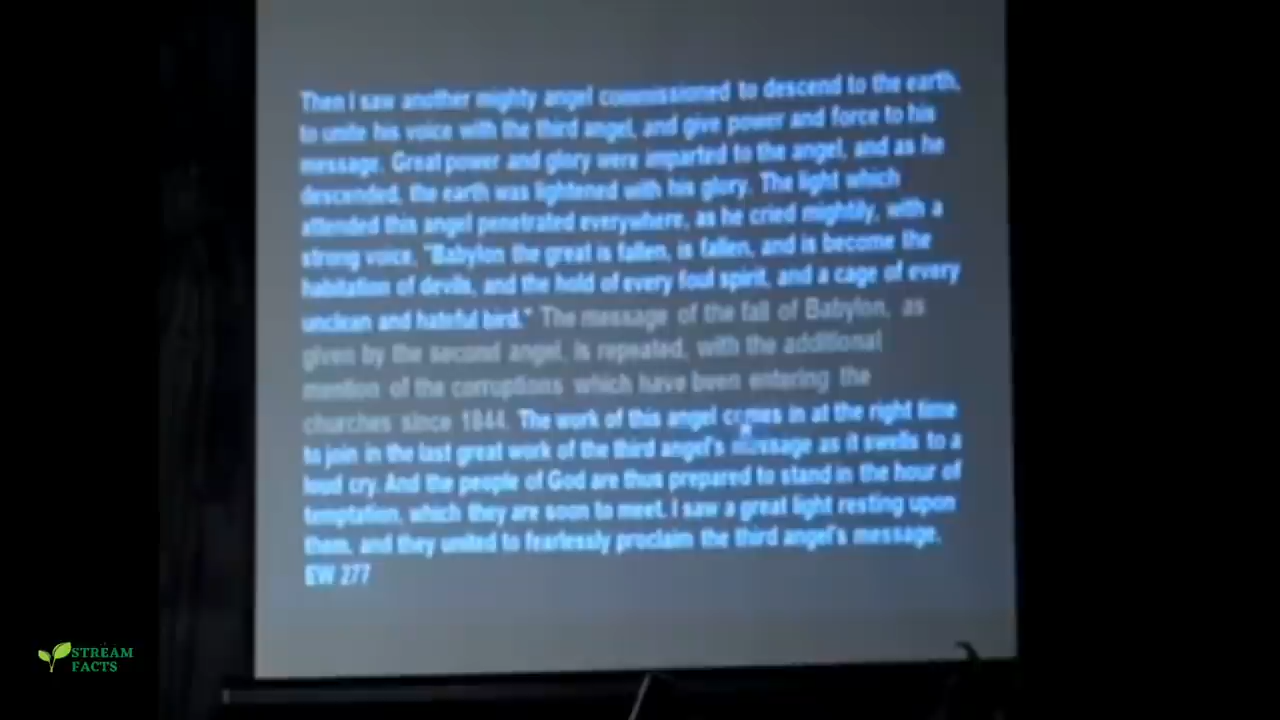 Then I saw another mighty angel commissioned to descend to the earth,
to unite his voice with the third angel, and give power and force to his
message. Great power and glory were imparted to the angel, and as he
descended, the earth was lightened with his glory. The light which
attended this angel penetrated everywhere, as he cried mightily, with a
strong voice, "Babylon the great is fallen, is fallen, and is become the
habitation of devils, and the hold of every foul spirit, and a cage of every
unclean and hateful bird." The message of the fall of Babylon, as
given by the second angel, is repeated, with the additional
mention of the corruptions which have been entering the
churches since 1844. The work of this angel comes in at the right time
to join in the last great work of the third angel's message as it swells to a
loud cry. And the people of God are thus prepared to stand in the hour of
temptation, which they are soon to meet. I saw a great light resting upon
them, and they united to fearlessly proclaim the third angel's message.
EW 277
STREAM
FACTS